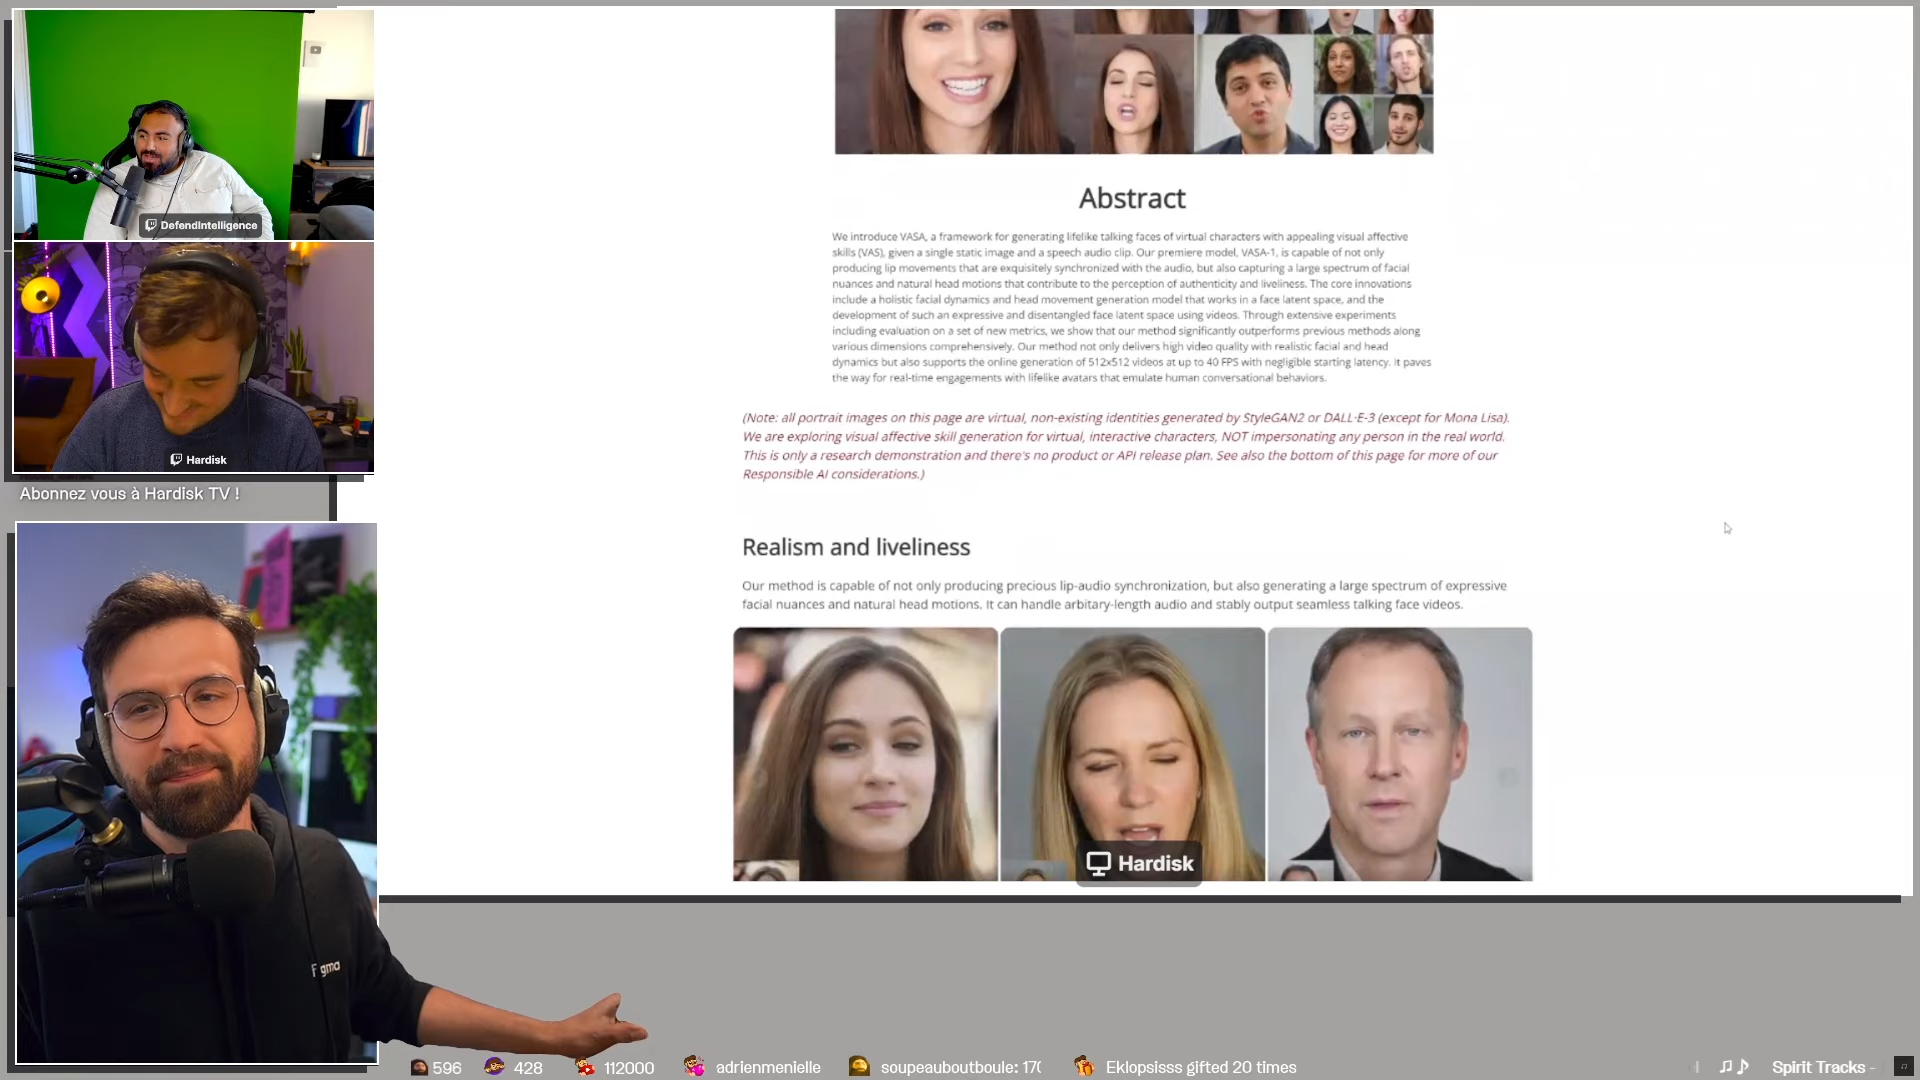 DefendIntelligence
Hardisk
Abonnez vous à Hardisk TV !
Abstract
We introduce VASA, a framework for generating lifelike talking faces of virtual characters with appealing visual affective
skills (VAS), given a single static image and a speech audio clip. Our premiere model, VASA-1, is capable of not only
producing lip movements that are exquisitely synchronized with the audio, but also capturing a large spectrum of facial
nuances and natural head motions that contribute to the perception of authenticity and liveliness. The core innovations
include a holistic facial dynamics and head movement generation model that works in a face latent space, and the
development of such an expressive and disentangled face latent space using videos. Through extensive experiments
including evaluation on a set of new metrics, we show that our method significantly outperforms previous methods along
various dimensions comprehensively. Our method not only delivers high video quality with realistic facial and head
dynamics but also supports the online generation of 512x512 videos at up to 40 FPS with negligible starting latency. It paves
the way for real-time engagements with lifelike avatars that emulate human conversational behaviors.
(Note: all portrait images on this page are virtual, non-existing identities generated by StyleGAN2 or DALL·E-3 (except for Mona Lisa).
We are exploring visual affective skill generation for virtual, interactive characters, NOT impersonating any person in the real world.
This is only a research demonstration and there's no product or API release plan. See also the bottom of this page for more of our
Responsible AI considerations.)
Realism and liveliness
Our method is capable of not only producing precious lip-audio synchronization, but also generating a large spectrum of expressive
facial nuances and natural head motions. It can handle arbitary-length audio and stably output seamless talking face videos.
Hardisk
Figma
596 428 112000 adrienmenielle soupeauboutboule: 170 Eklopsisss gifted 20 times Spirit Tracks -